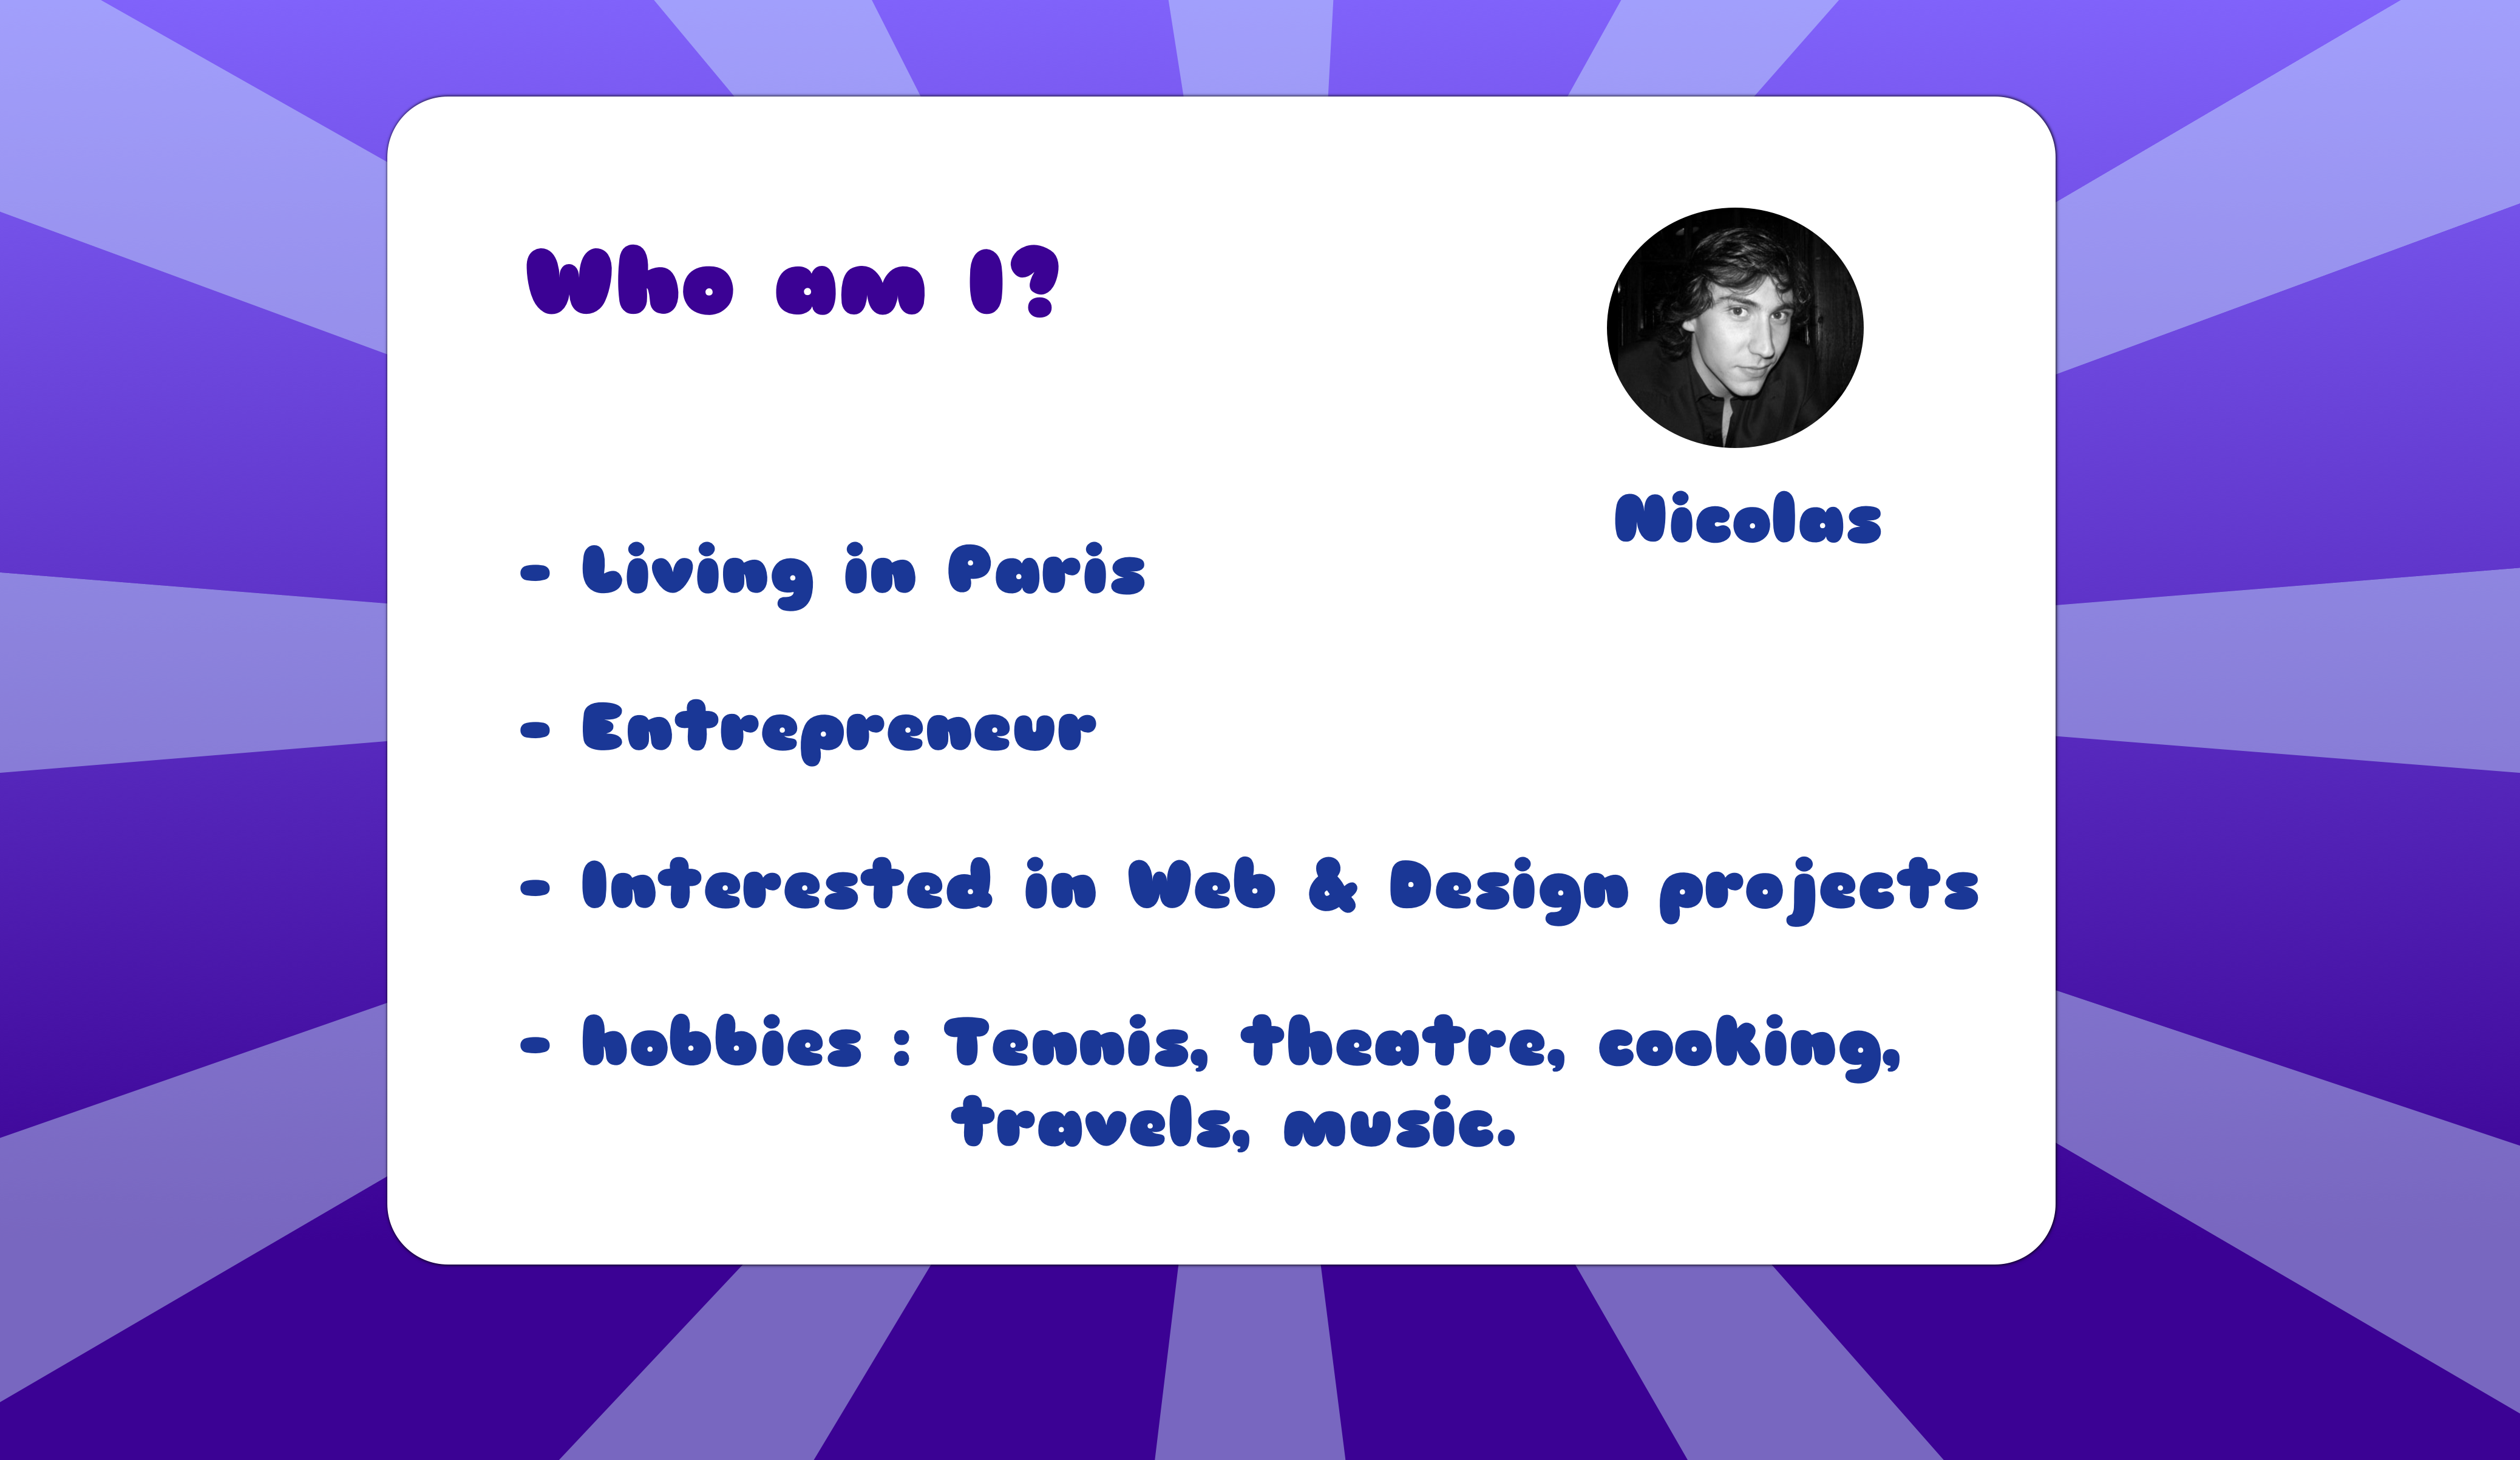 Who am I?
Nicolas
- Living in Paris
- Entrepreneur
- Interested in Web & Design projects
- hobbies : Tennis, theatre, cooking,
travels, music.